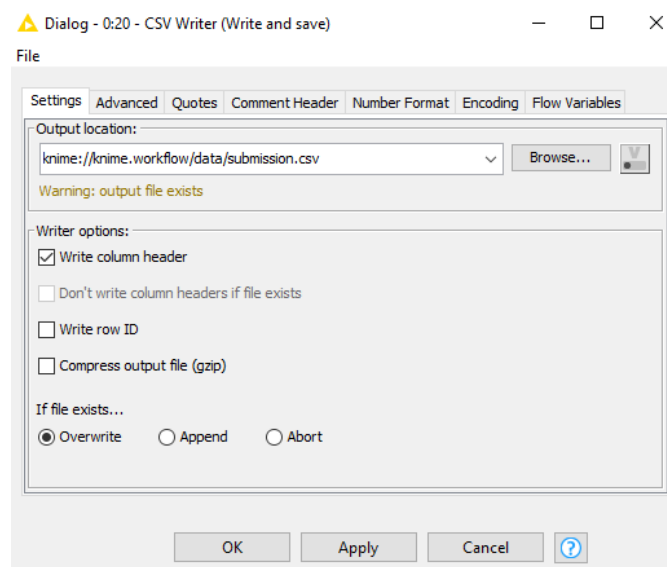 Dialog - 0:20 - CSV Writer (Write and save)
File
Settings Advanced Quotes Comment Header Number Format Encoding Flow Variables
Output location:
knime://knime.workflow/data/submission.csv Browse... V
Warning: output file exists
Writer options:
Write column header
Don't write column headers if file exists
Write row ID
Compress output file (gzip)
If file exists...
Overwrite Append Abort
OK Apply Cancel ?